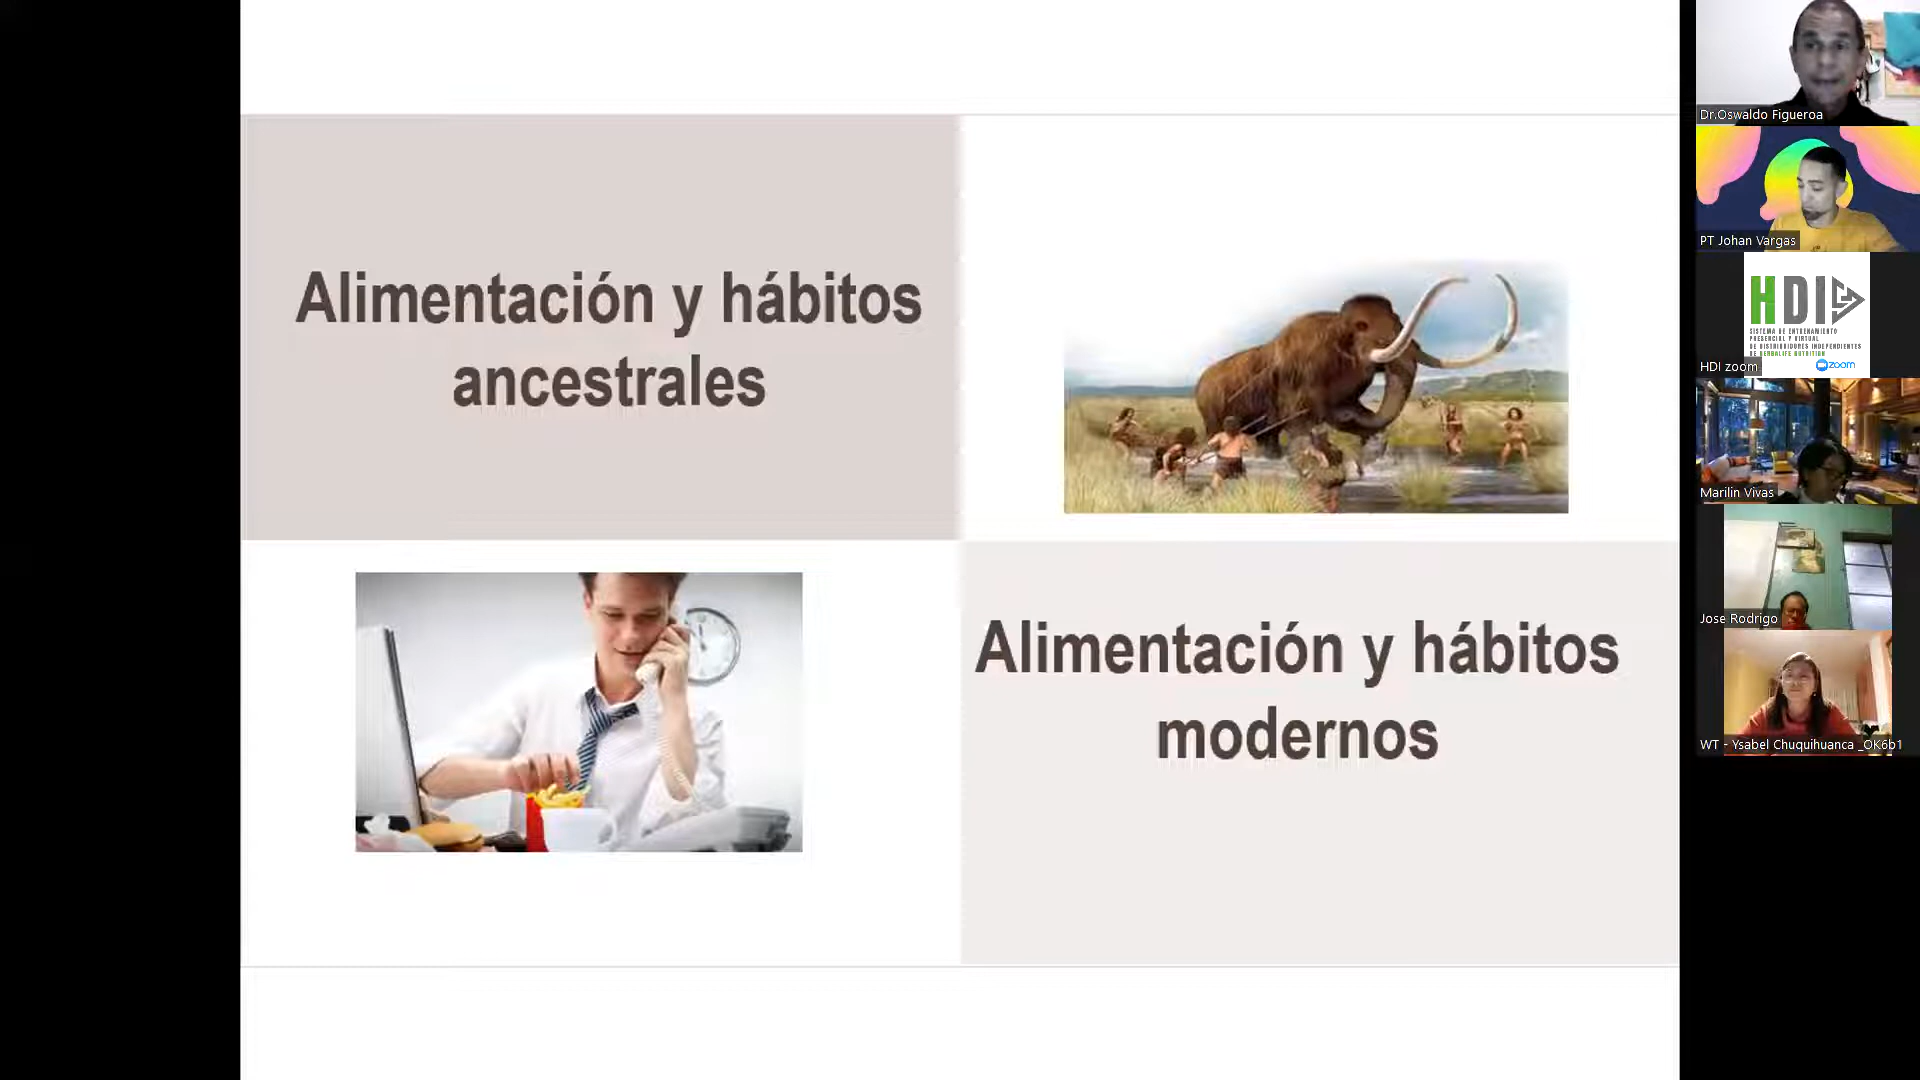 Alimentación y hábitos
ancestrales
Alimentación y hábitos
modernos
Dr.Oswaldo Figueroa
PT Johan Vargas
HDI
SISTEMA DE ENTRENAMIENTO
PRESENCIAL Y VIRTUAL
DE DISTRIBUIDORES INDEPENDIENTES
DE HERBALIFE NUTRITION
zoom
HDI zoom
Marilin Vivas
Jose Rodrigo
WT - Ysabel Chuquihuanca _OK6b1